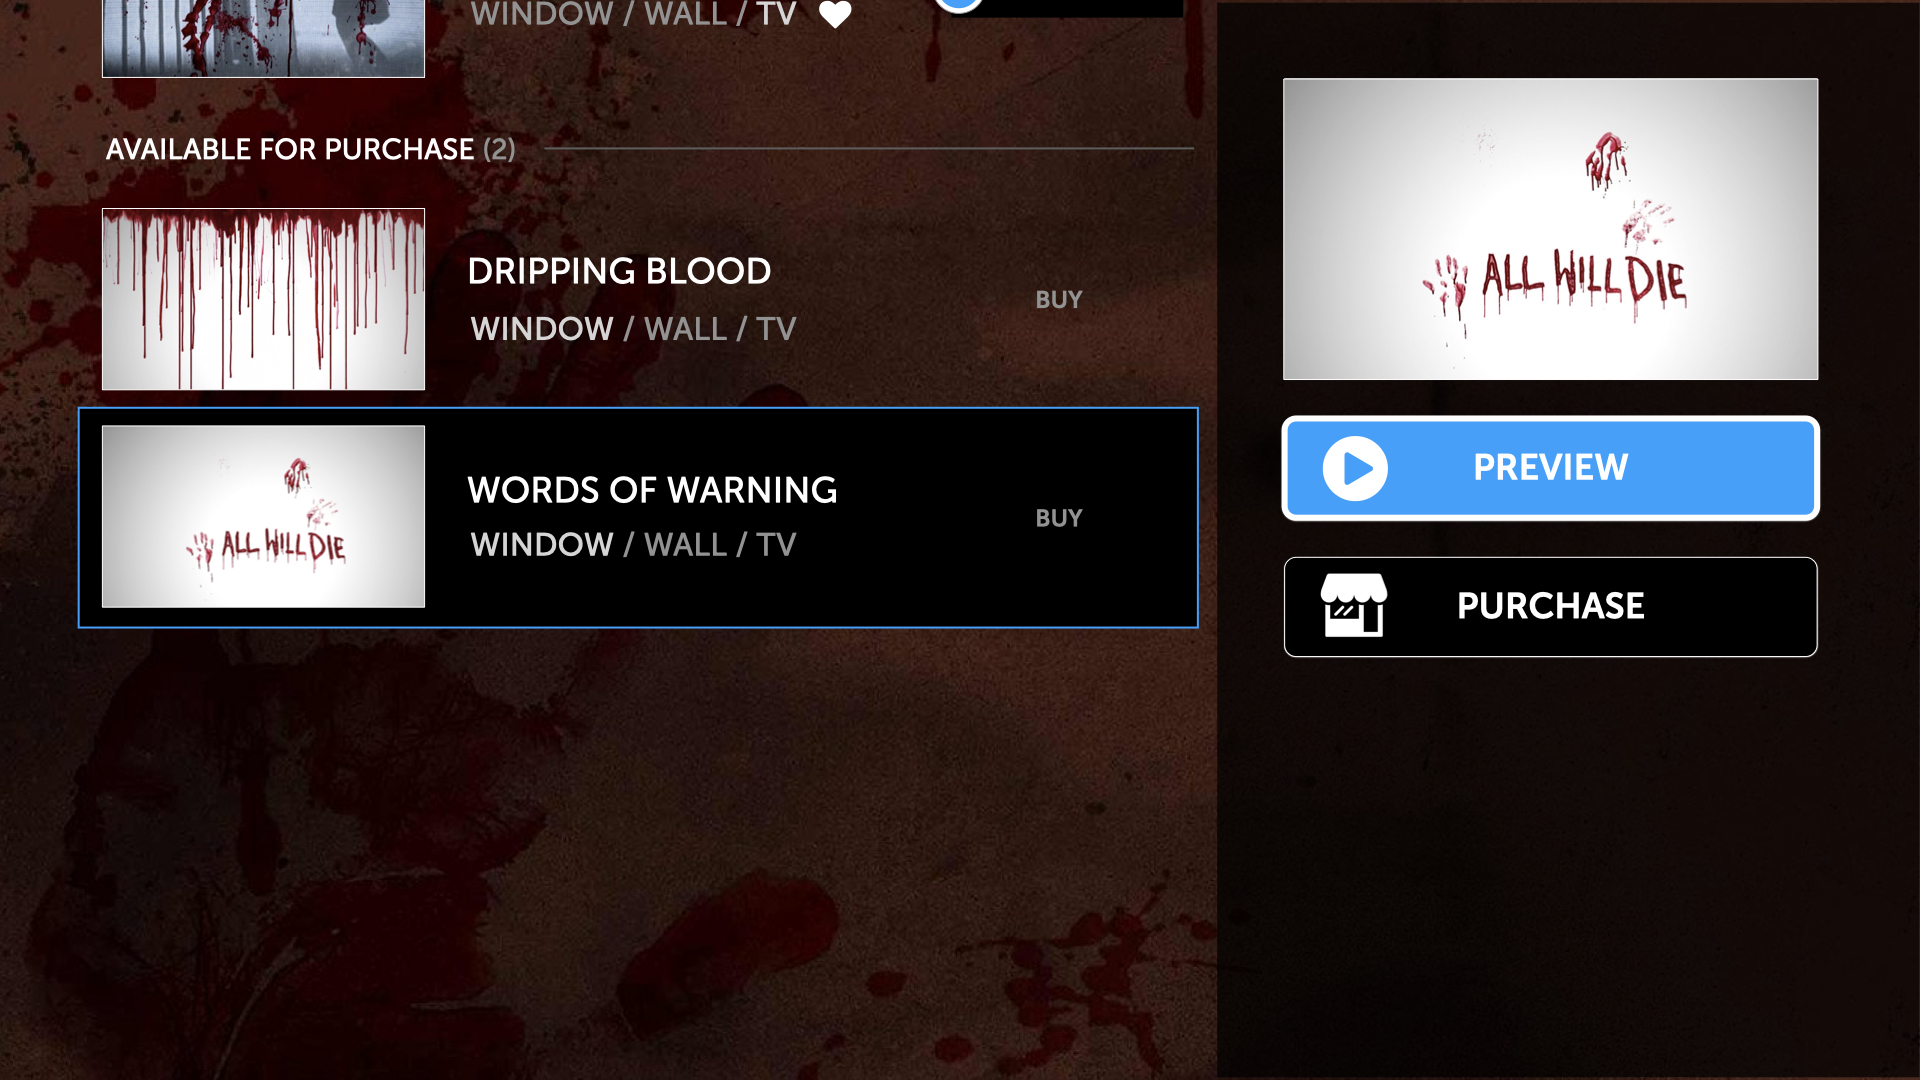 WINDOW / WALL / TV
AVAILABLE FOR PURCHASE (2)
DRIPPING BLOOD
WINDOW / WALL / TV
BUY
ALL WILL DIE
WORDS OF WARNING
WINDOW / WALL / TV
BUY
ALL WILL DIE
PREVIEW
PURCHASE